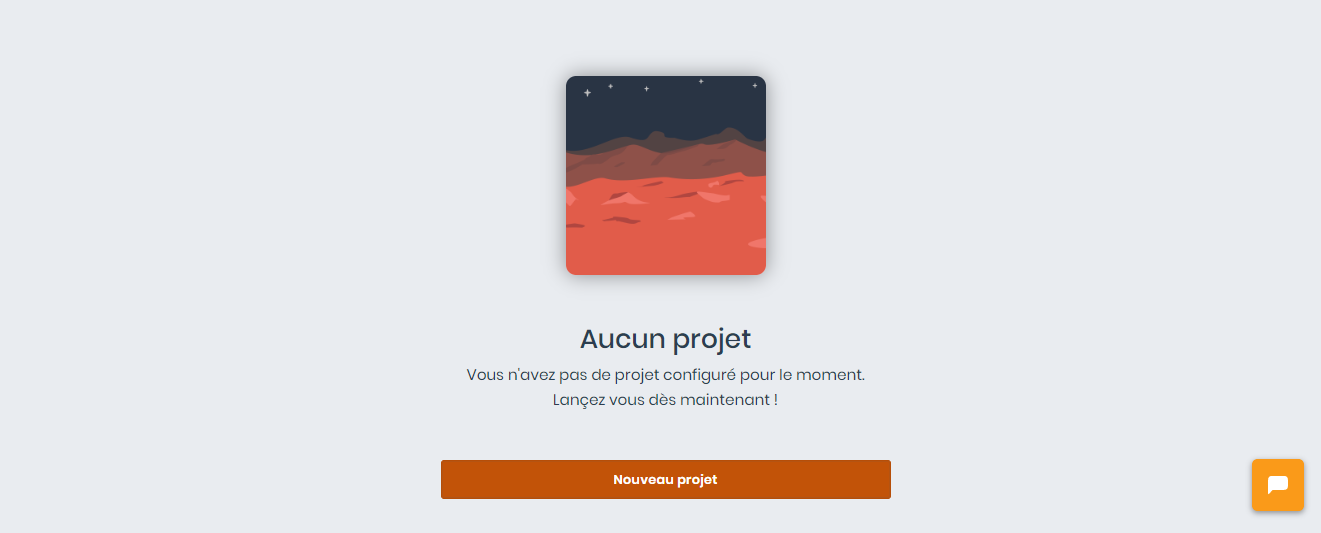 Aucun projet
Vous n'avez pas de projet configuré pour le moment.
Lançez vous dès maintenant !
Nouveau projet